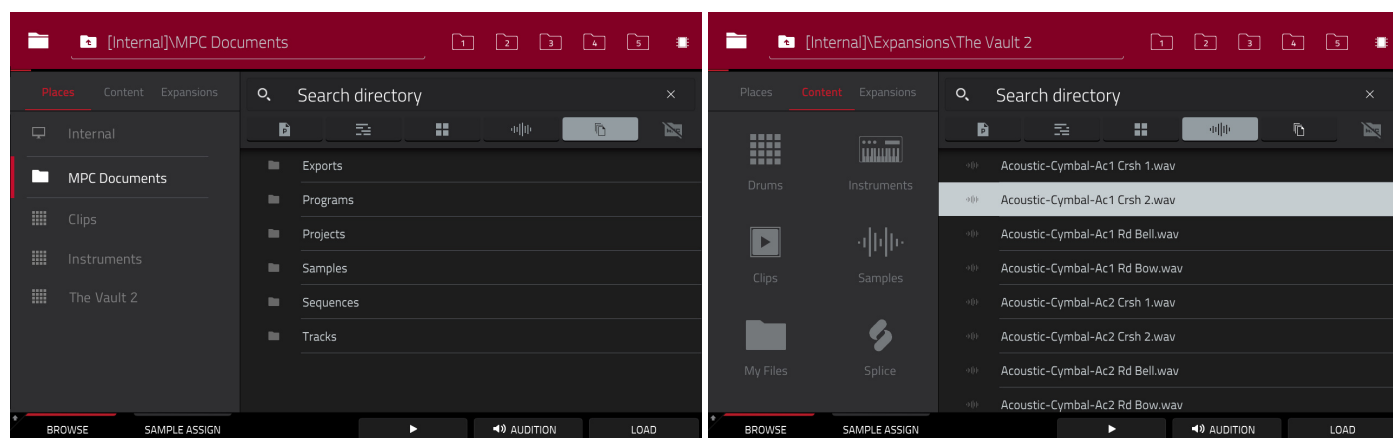 [Internal]\MPC Documents
1 2 3 4 5
Places Content Expansions
Search directory
Internal
MPC Documents
Clips
Instruments
The Vault 2
Exports
Programs
Projects
Samples
Sequences
Tracks
BROWSE SAMPLE ASSIGN AUDITION LOAD
[Internal]\Expansions\The Vault 2
1 2 3 4 5
Places Content Expansions
Search directory
Drums Instruments
Clips Samples
My Files Splice
Acoustic-Cymbal-Ac1 Crsh 1.wav
Acoustic-Cymbal-Ac1 Crsh 2.wav
Acoustic-Cymbal-Ac1 Rd Bell.wav
Acoustic-Cymbal-Ac1 Rd Bow.wav
Acoustic-Cymbal-Ac2 Crsh 1.wav
Acoustic-Cymbal-Ac2 Crsh 2.wav
Acoustic-Cymbal-Ac2 Rd Bell.wav
Acoustic-Cymbal-Ac2 Rd Bow.wav
BROWSE SAMPLE ASSIGN AUDITION LOAD